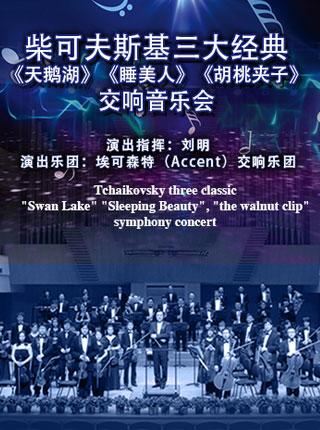 柴可夫斯基三大经典
《天鹅湖》《睡美人》《胡桃夹子》
交响音乐会
演出指挥：刘明
演出乐团：埃可森特（Accent）交响乐团
Tchaikovsky three classic
"Swan Lake" "Sleeping Beauty", "the walnut clip"
symphony concert